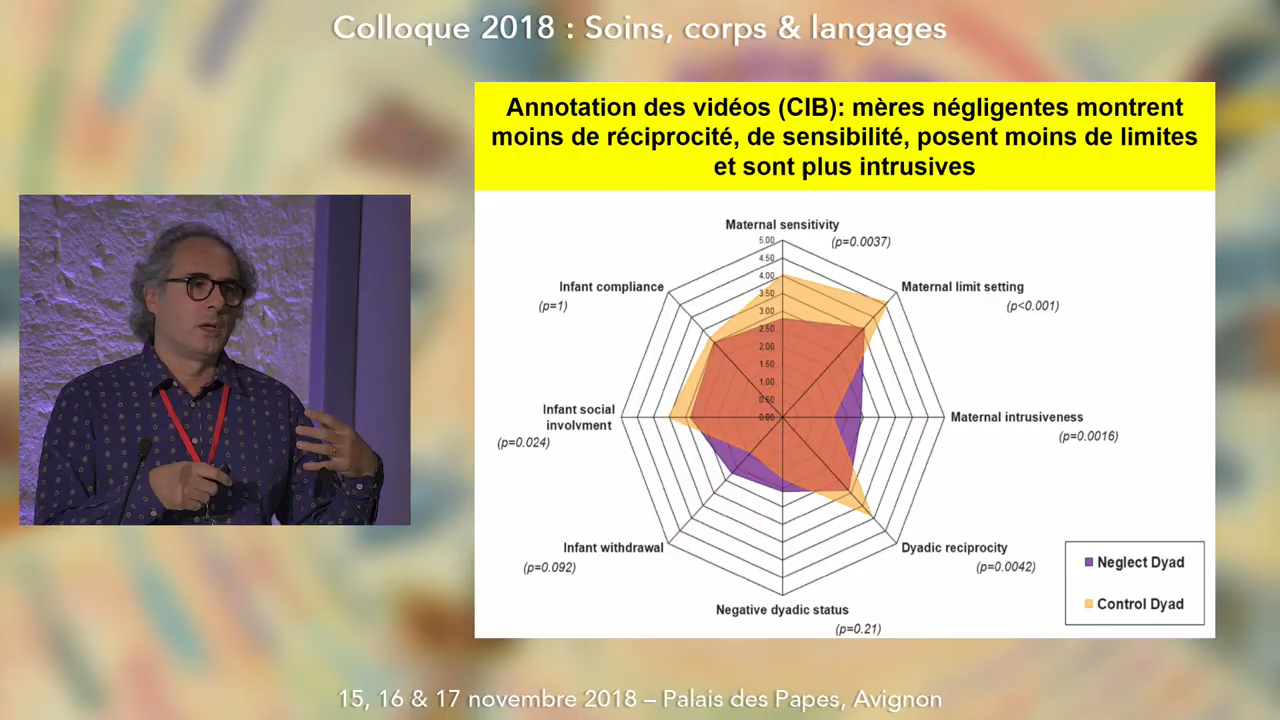 Colloque 2018 : Soins, corps & langages
Annotation des vidéos (CIB): mères négligentes montrent
moins de réciprocité, de sensibilité, posent moins de limites
et sont plus intrusives
Maternal sensitivity
(p=0.0037)
5.00
4.50
4.00
3.50
3.00
2.50
2.00
1.50
1.00
0.50
0.00
Infant compliance
(p=1)
Maternal limit setting
(p<0.001)
Infant social
involvment
(p=0.024)
Maternal intrusiveness
(p=0.0016)
Infant withdrawal
(p=0.092)
Dyadic reciprocity
(p=0.0042)
Negative dyadic status
(p=0.21)
Neglect Dyad
Control Dyad
15, 16 & 17 novembre 2018 – Palais des Papes, Avignon